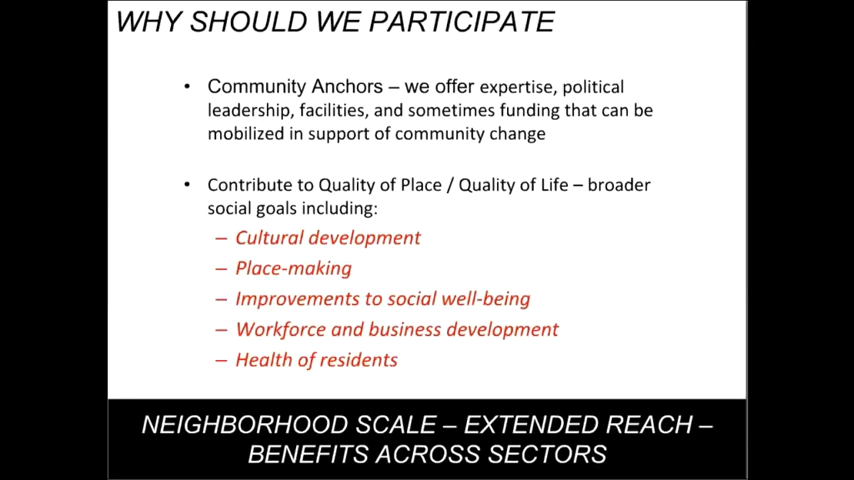 WHY SHOULD WE PARTICIPATE
• Community Anchors – we offer expertise, political
leadership, facilities, and sometimes funding that can be
mobilized in support of community change
• Contribute to Quality of Place / Quality of Life – broader
social goals including:
– Cultural development
– Place-making
– Improvements to social well-being
– Workforce and business development
– Health of residents
NEIGHBORHOOD SCALE – EXTENDED REACH –
BENEFITS ACROSS SECTORS